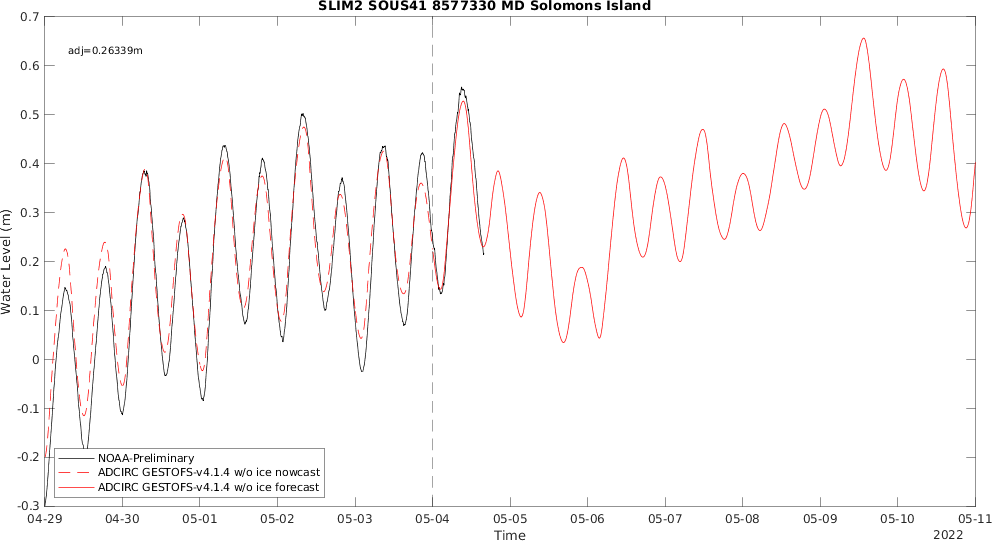 SLIM2 SOUS41 8577330 MD Solomons Island
adj=0.26339m
0.7
0.6
0.5
0.4
0.3
0.2
0.1
0
-0.1
-0.2
-0.3
Water Level (m)
NOAA-Preliminary
ADCIRC GESTOFS-v4.1.4 w/o ice nowcast
ADCIRC GESTOFS-v4.1.4 w/o ice forecast
04-29 04-30 05-01 05-02 05-03 05-04 05-05 05-06 05-07 05-08 05-09 05-10 05-11
Time
2022